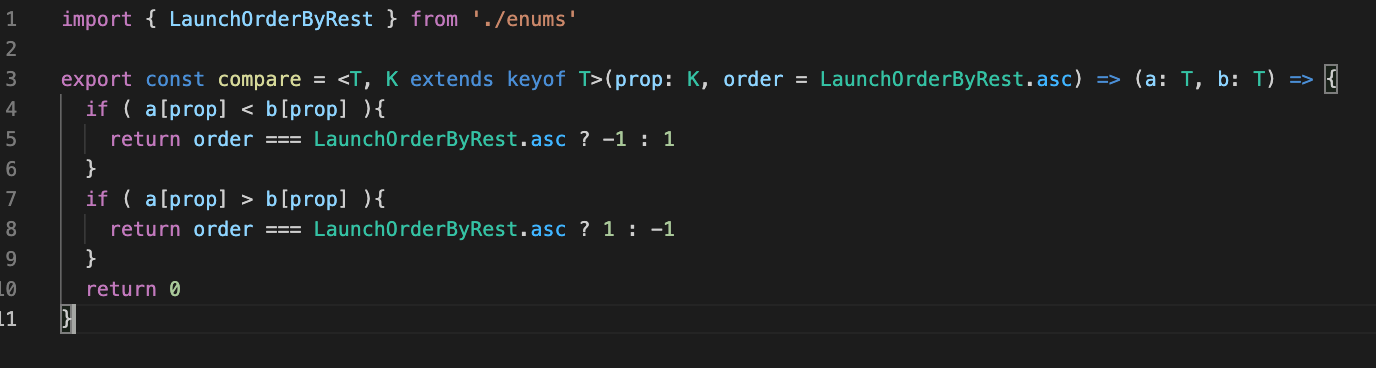 1 import { LaunchOrderByRest } from './enums'
2
3 export const compare = <T, K extends keyof T>(prop: K, order = LaunchOrderByRest.asc) => (a: T, b: T) => {
4   if ( a[prop] < b[prop] ){
5     return order === LaunchOrderByRest.asc ? -1 : 1
6   }
7   if ( a[prop] > b[prop] ){
8     return order === LaunchOrderByRest.asc ? 1 : -1
9   }
10   return 0
11 }